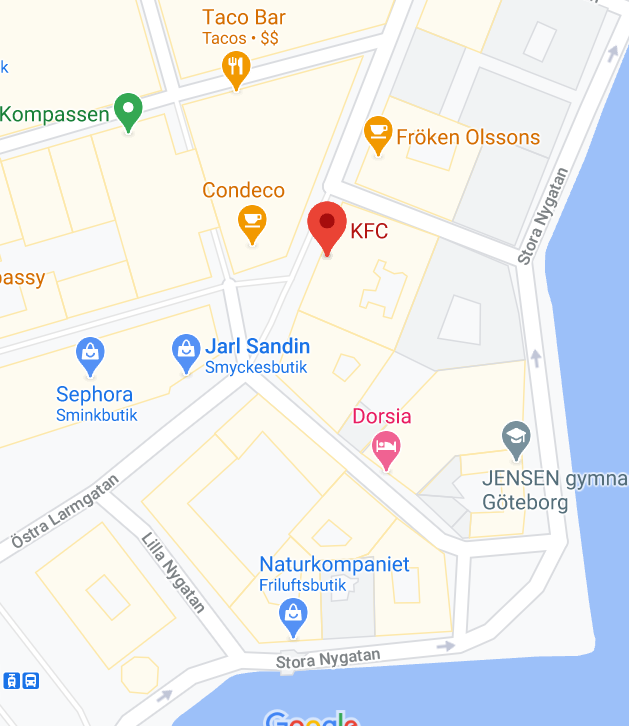 Taco Bar
Tacos • $$
k
Kompassen
Fröken Olssons
Condeco
KFC
Stora Nygatan
assy
Jarl Sandin
Smyckesbutik
Sephora
Sminkbutik
Dorsia
JENSEN gymna
Göteborg
Östra Larmgatan
Lilla Nygatan
Naturkompaniet
Friluftsbutik
Stora Nygatan
Google